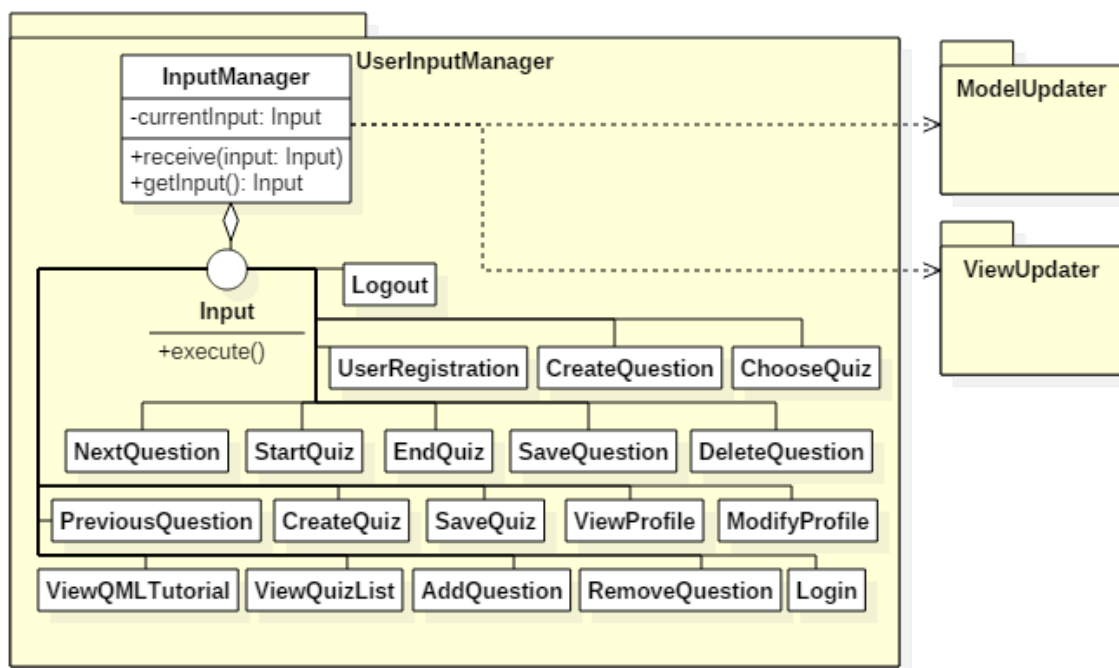 UserInputManager
InputManager
-currentInput: Input
+receive(input: Input)
+getInput(): Input
ModelUpdater
ViewUpdater
Input
+execute()
Logout
UserRegistration
CreateQuestion
ChooseQuiz
NextQuestion
StartQuiz
EndQuiz
SaveQuestion
DeleteQuestion
PreviousQuestion
CreateQuiz
SaveQuiz
ViewProfile
ModifyProfile
ViewQMLTutorial
ViewQuizList
AddQuestion
RemoveQuestion
Login